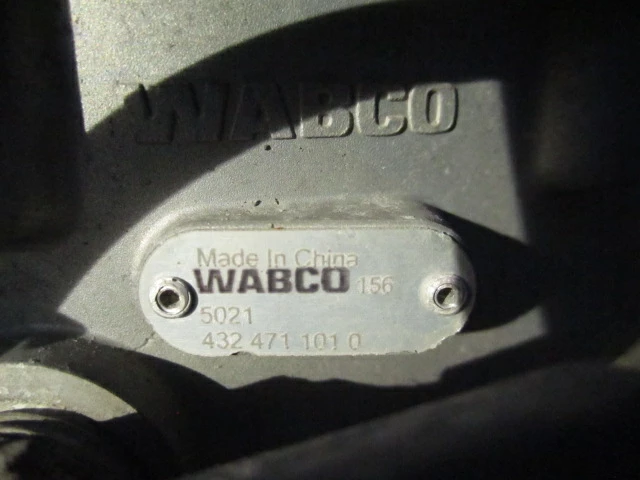 WABCO
Made In China
WABCO 156
5021
432 471 101 0